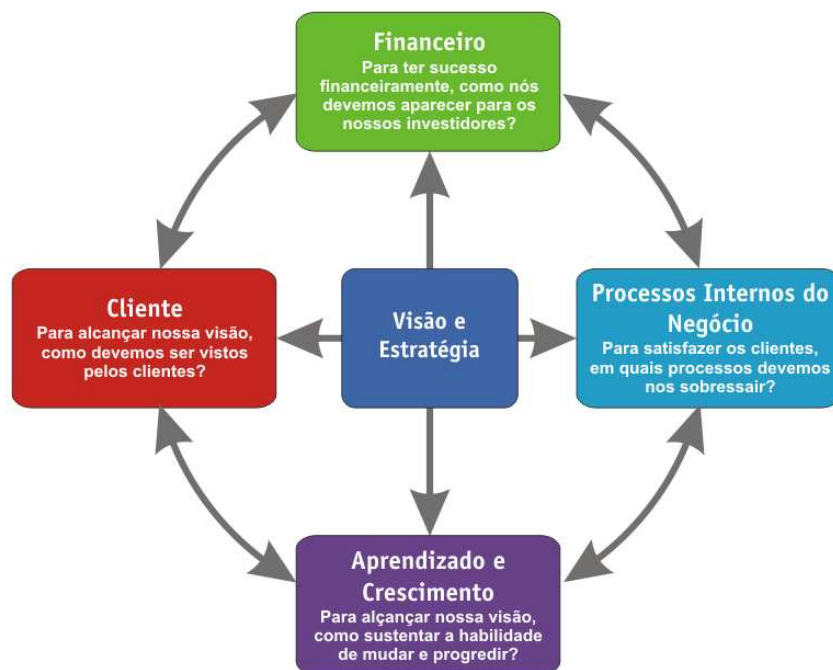 Financeiro
Para ter sucesso
financeiramente, como nós
devemos aparecer para os
nossos investidores?
Cliente
Para alcançar nossa visão,
como devemos ser vistos
pelos clientes?
Visão e
Estratégia
Processos Internos do
Negócio
Para satisfazer os clientes,
em quais processos devemos
nos sobressair?
Aprendizado e
Crescimento
Para alçançar nossa visão,
como sustentar a habilidade
de mudar e progredir?